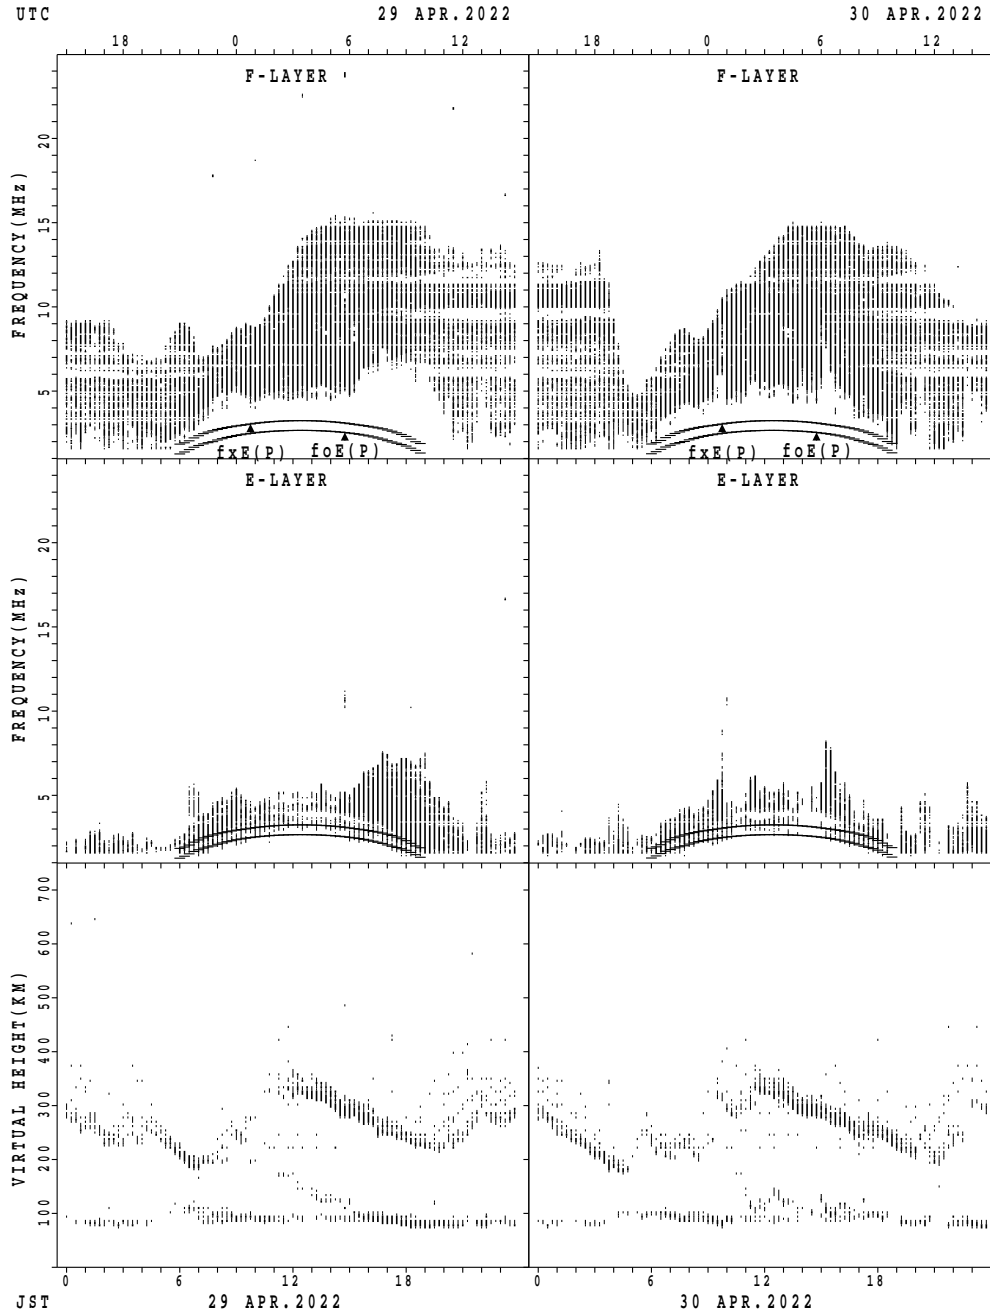 UTC 29 APR.2022 30 APR.2022
18 0 6 12 18 0 6 12
F-LAYER F-LAYER
FREQUENCY(MHz)
20
15
10
5
fxE(P) foE(P) fxE(P) foE(P)
E-LAYER E-LAYER
FREQUENCY(MHz)
20
15
10
5
VIRTUAL HEIGHT(KM)
700
600
500
400
300
200
100
0 6 12 18 0 6 12 18
JST 29 APR.2022 30 APR.2022